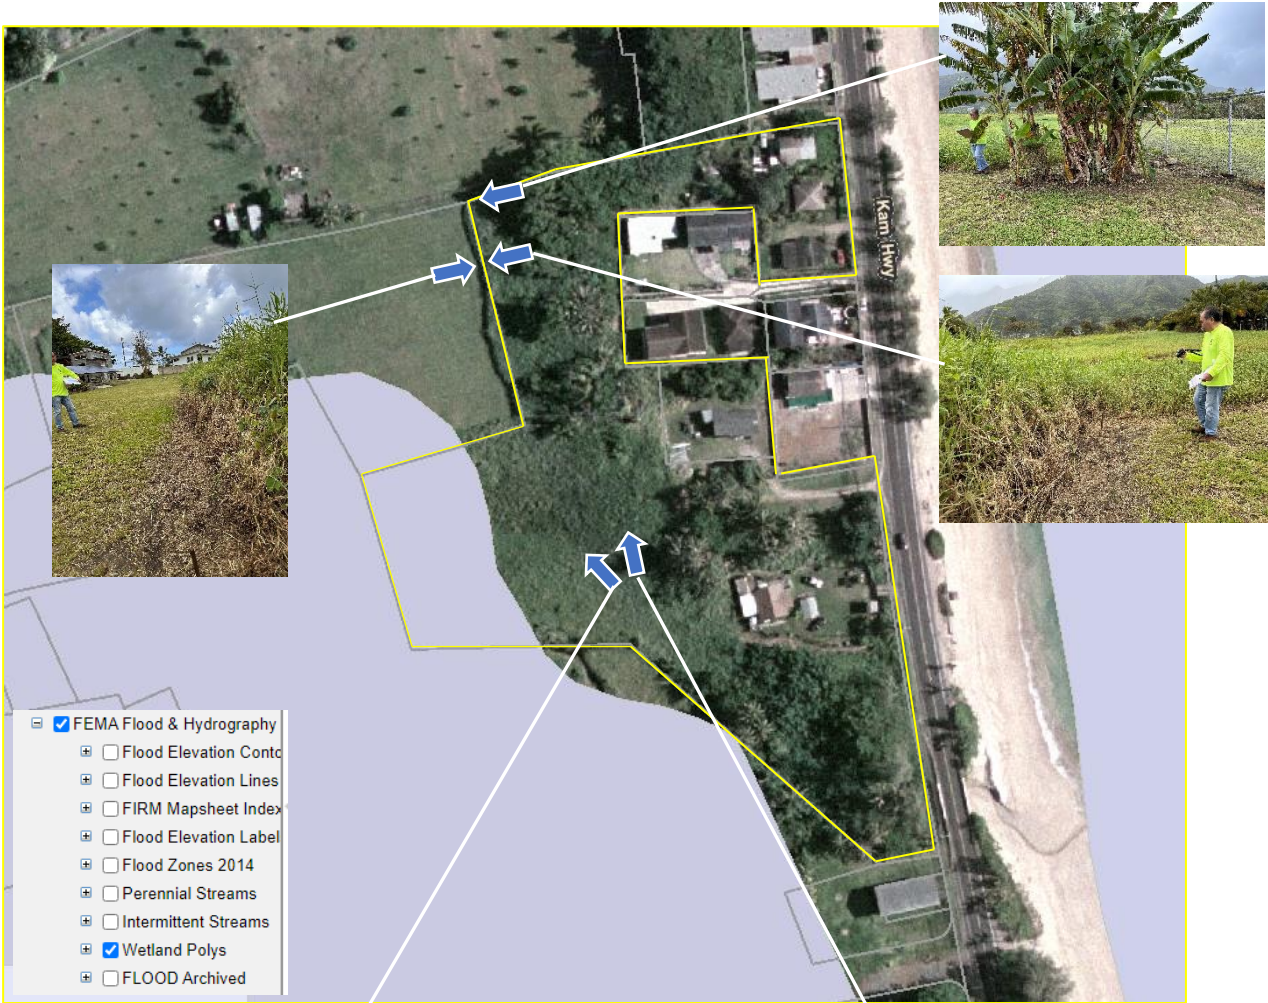 Kam Hwy
FEMA Flood & Hydrography
Flood Elevation Conto
Flood Elevation Lines
FIRM Mapsheet Index
Flood Elevation Label
Flood Zones 2014
Perennial Streams
Intermittent Streams
Wetland Polys
FLOOD Archived